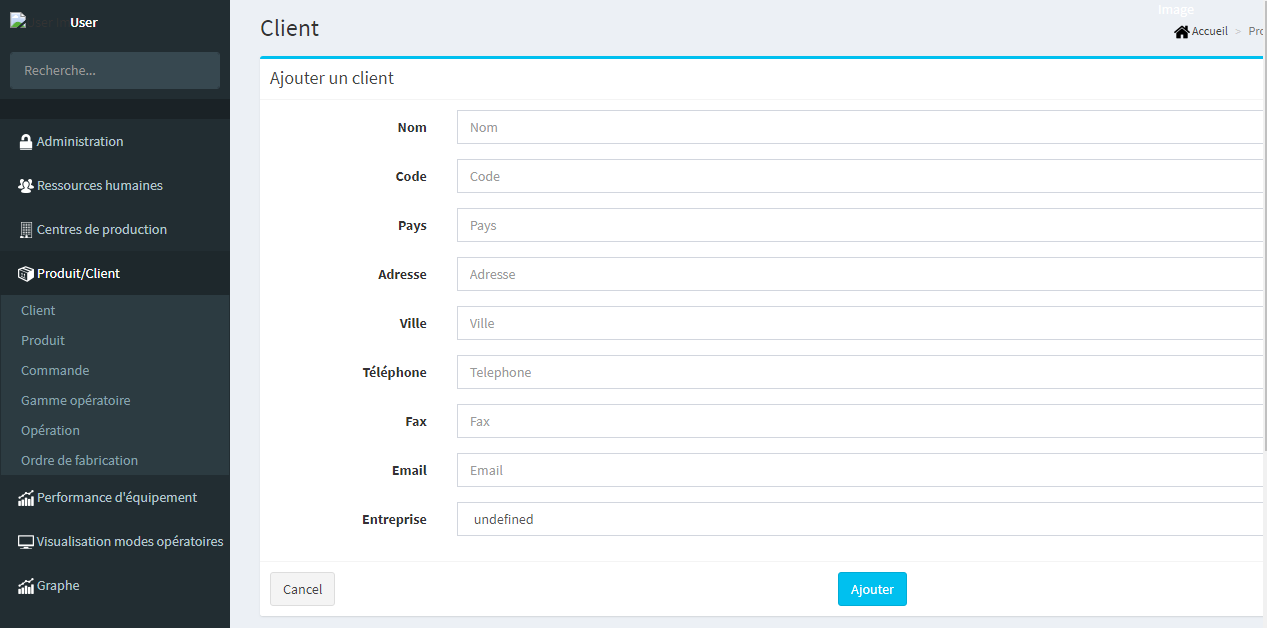 User
Recherche...
Administration
Ressources humaines
Centres de production
Produit/Client
Client
Produit
Commande
Gamme opératoire
Opération
Ordre de fabrication
Performance d'équipement
Visualisation modes opératoires
Graphe
Image
Client
Accueil > Pro
Ajouter un client
Nom Nom
Code Code
Pays Pays
Adresse Adresse
Ville Ville
Téléphone Telephone
Fax Fax
Email Email
Entreprise undefined
Cancel Ajouter